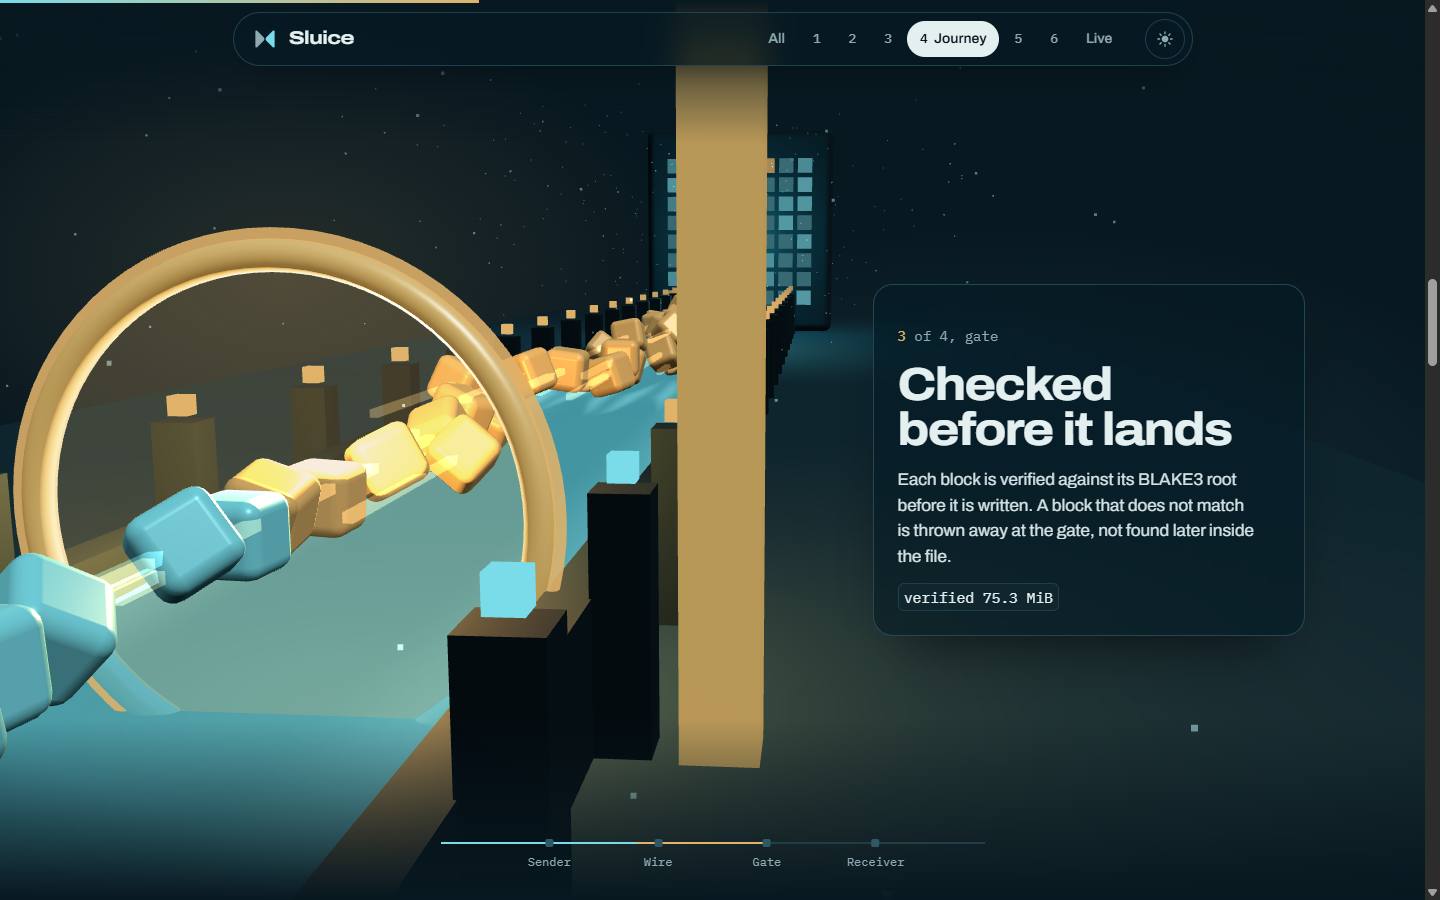 Sluice
All 1 2 3 4 Journey 5 6 Live
3 of 4, gate
Checked
before it lands
Each block is verified against its BLAKE3 root
before it is written. A block that does not match
is thrown away at the gate, not found later inside
the file.
verified 75.3 MiB
Sender Wire Gate Receiver